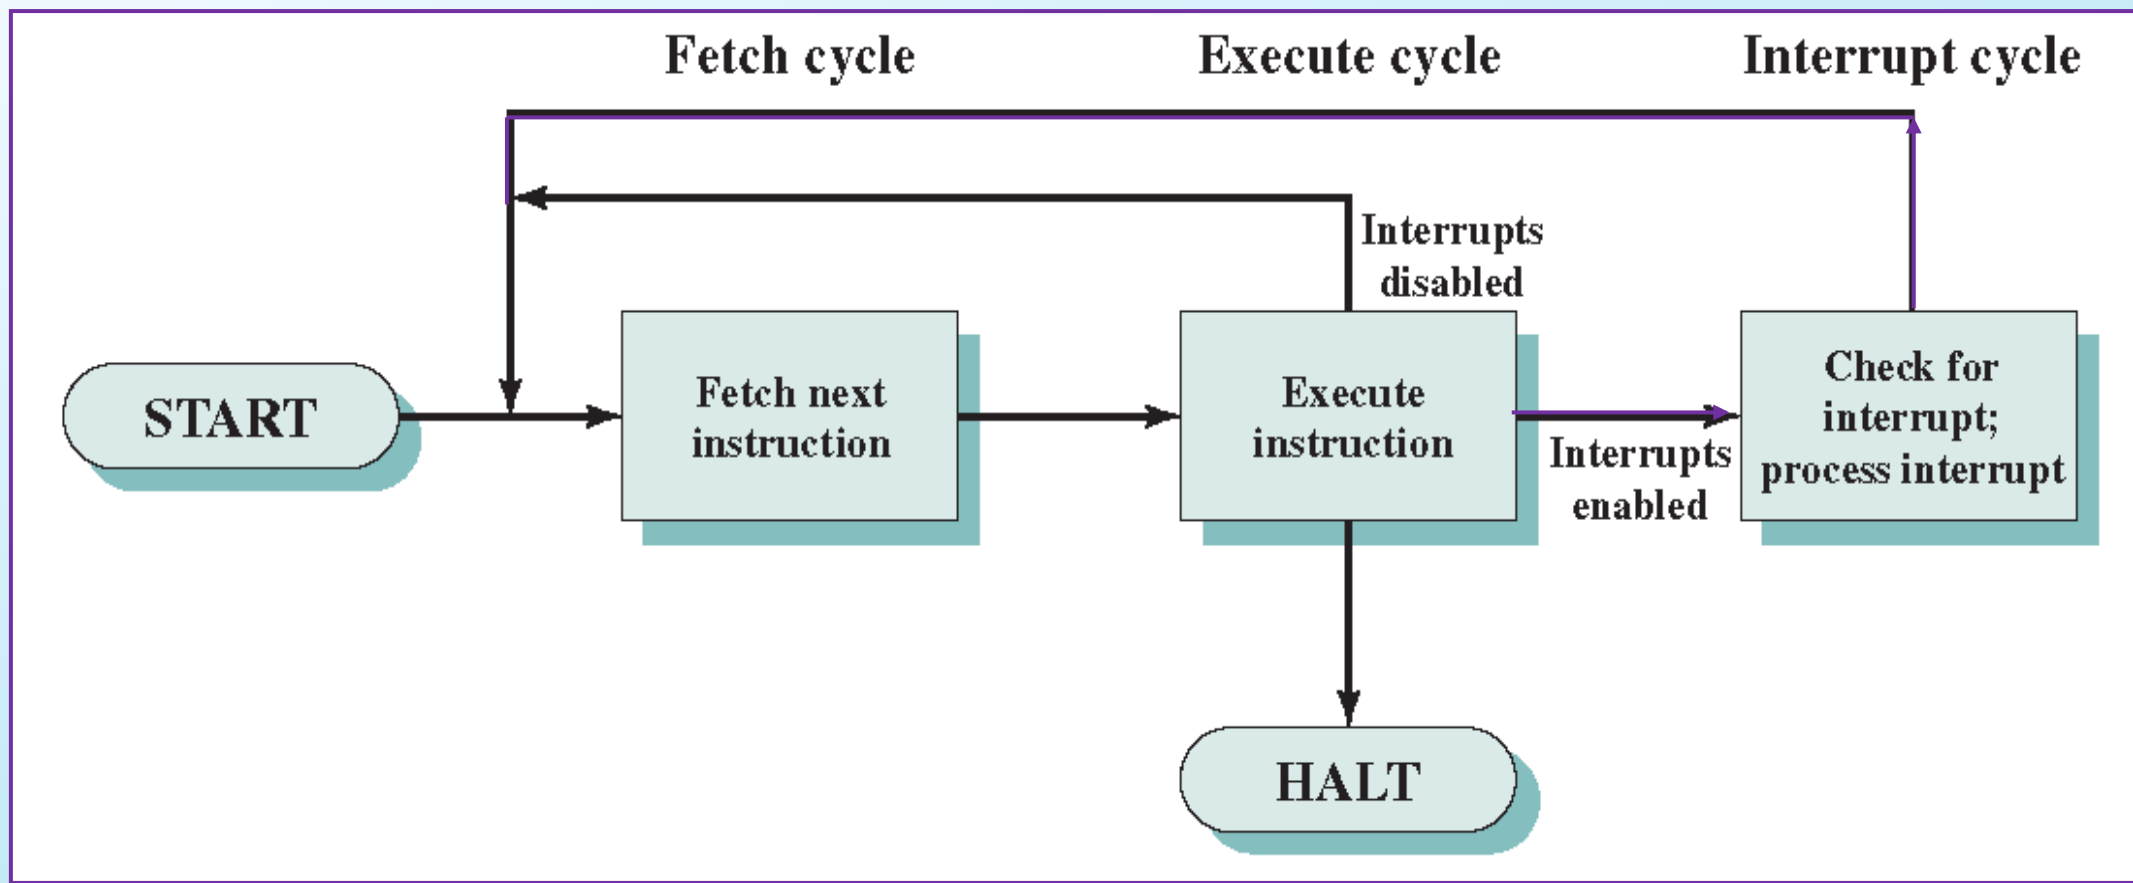 Fetch cycle
Execute cycle
Interrupt cycle
Interrupts
disabled
START
Fetch next
instruction
Execute
instruction
Interrupts
enabled
Check for
interrupt;
process interrupt
HALT